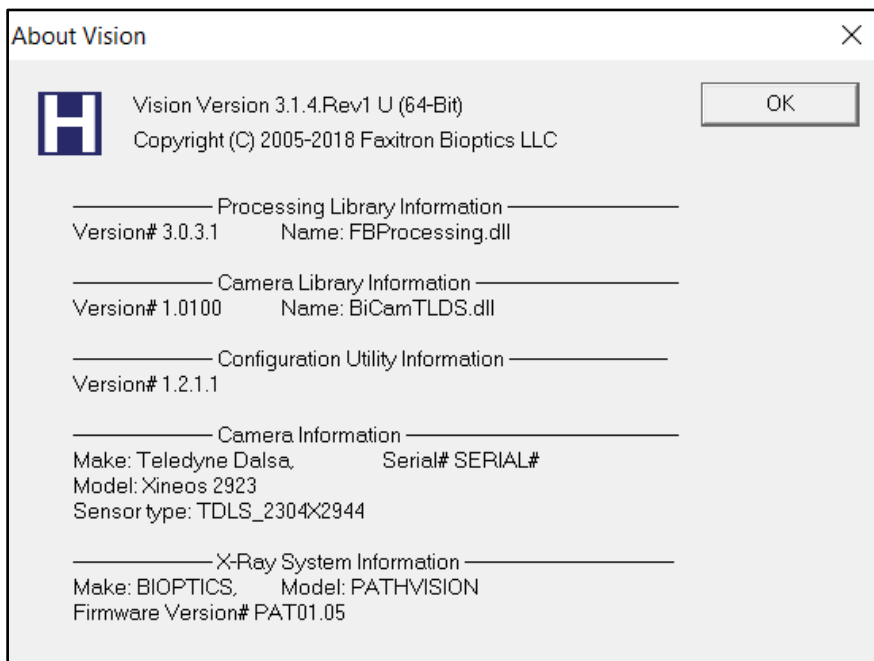 About Vision
Vision Version 3.1.4.Rev1 U (64-Bit)
OK
Copyright (C) 2005-2018 Faxitron Bioptics LLC
Processing Library Information
Version# 3.0.3.1 Name: FBProcessing.dll
Camera Library Information
Version# 1.0100 Name: BiCamTLDS.dll
Configuration Utility Information
Version# 1.2.1.1
Camera Information
Make: Teledyne Dalsa, Serial# SERIAL#
Model: Xineos 2923
Sensor type: TDLS_2304X2944
X-Ray System Information
Make: BIOPTICS, Model: PATHVISION
Firmware Version# PAT01.05